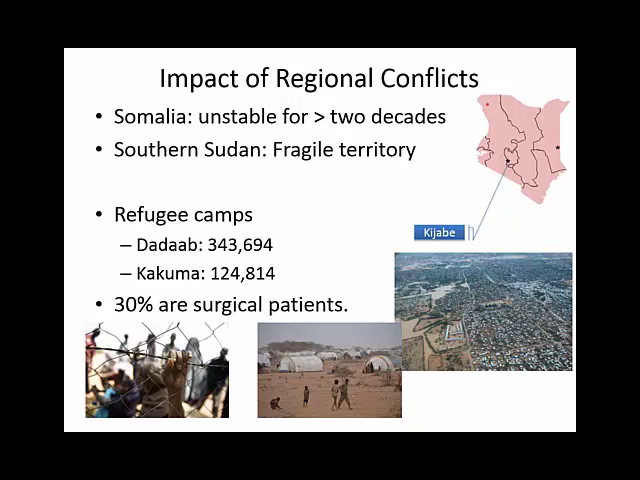 Impact of Regional Conflicts
• Somalia: unstable for > two decades
• Southern Sudan: Fragile territory
• Refugee camps
– Dadaab: 343,694
– Kakuma: 124,814
• 30% are surgical patients.
Kijabe